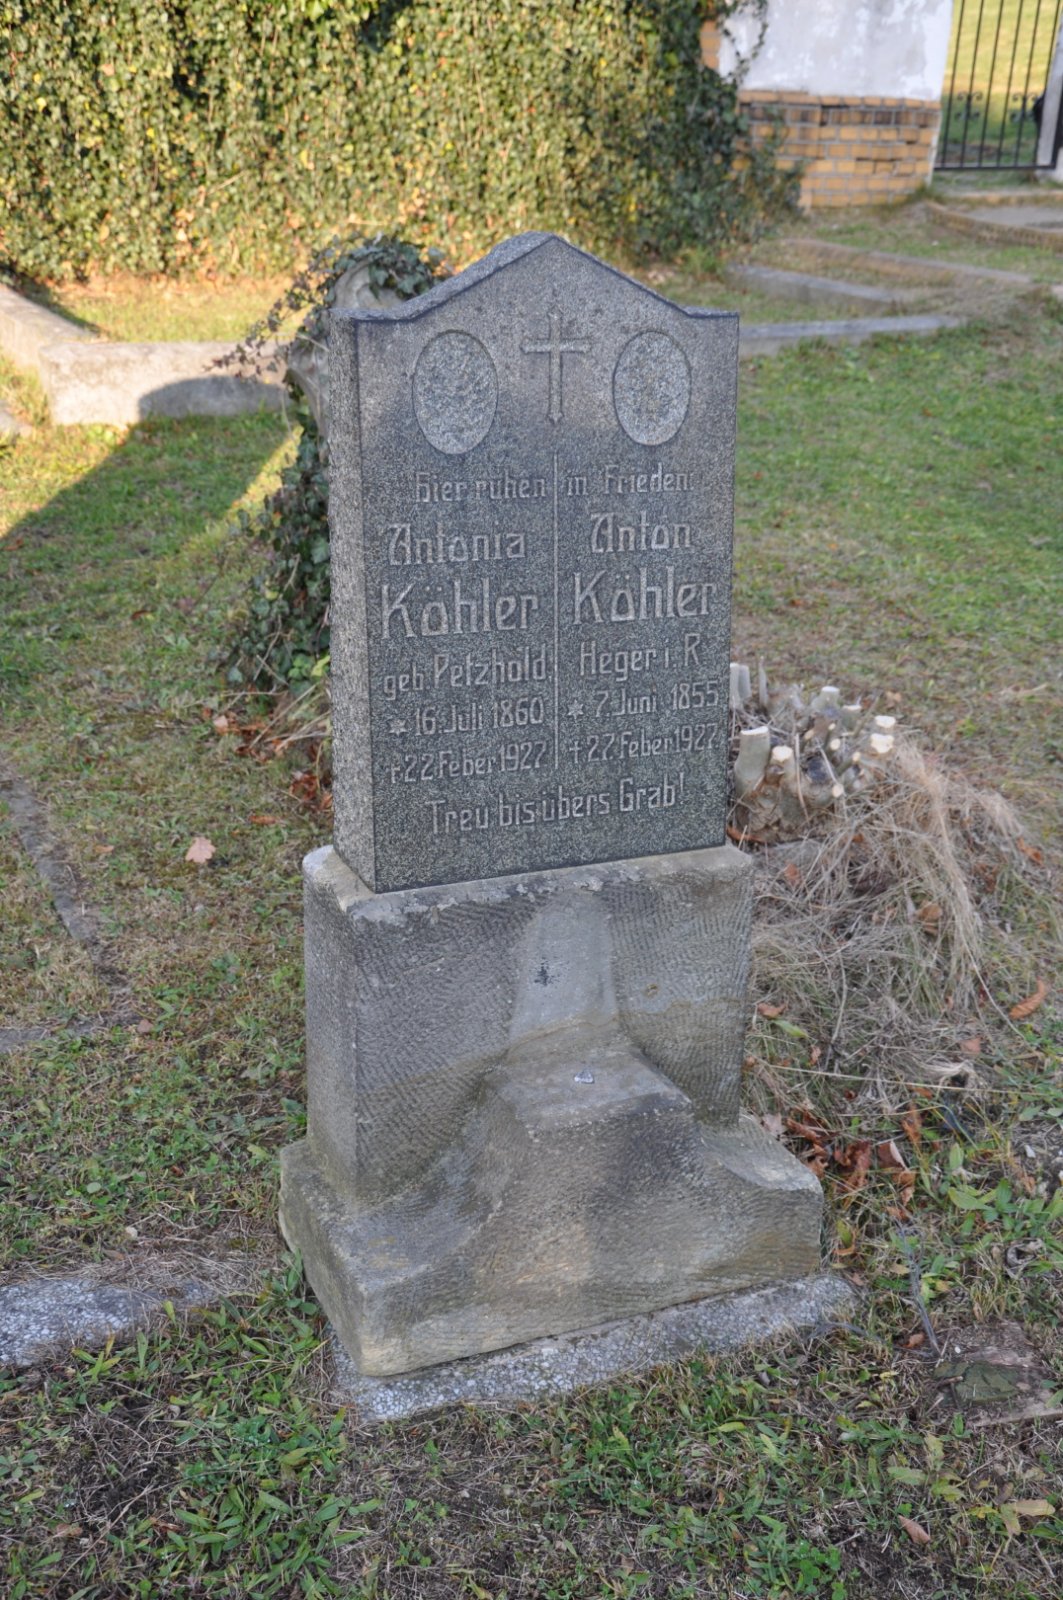 Hier ruhen in Frieden
Antonia
Köhler
geb. Petzhold,
* 16. Juli 1860
† 22. Feber 1927
Anton
Köhler
Heger i. R.
* 7. Juni 1855
† 27. Feber 1927
Treu bis übers Grab!